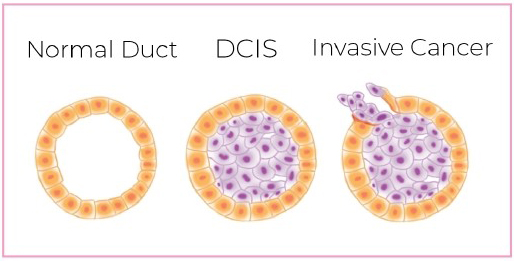 Normal Duct
DCIS
Invasive Cancer